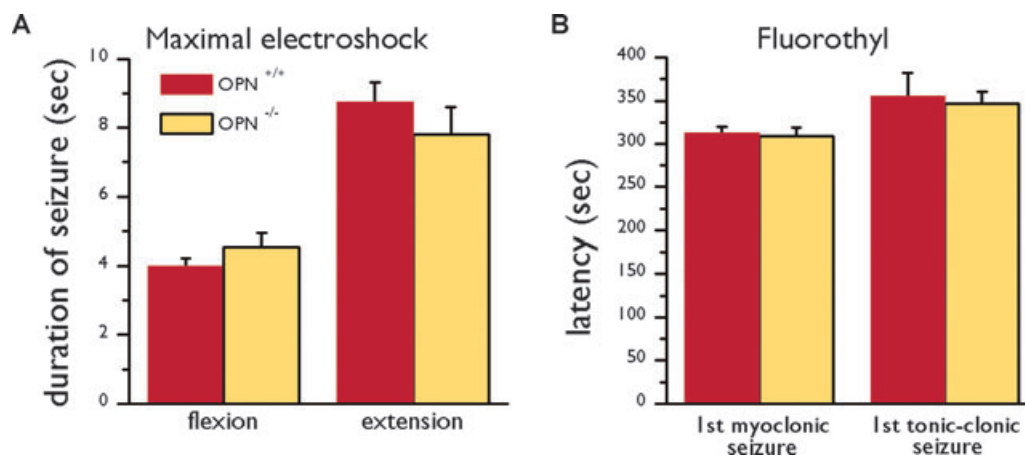 A
Maximal electroshock
duration of seizure (sec)
10
8
6
4
2
0
OPN +/+
OPN -/-
flexion
extension
B
Fluorothyl
latency (sec)
400
350
300
250
200
150
100
50
0
1st myoclonic
seizure
1st tonic-clonic
seizure